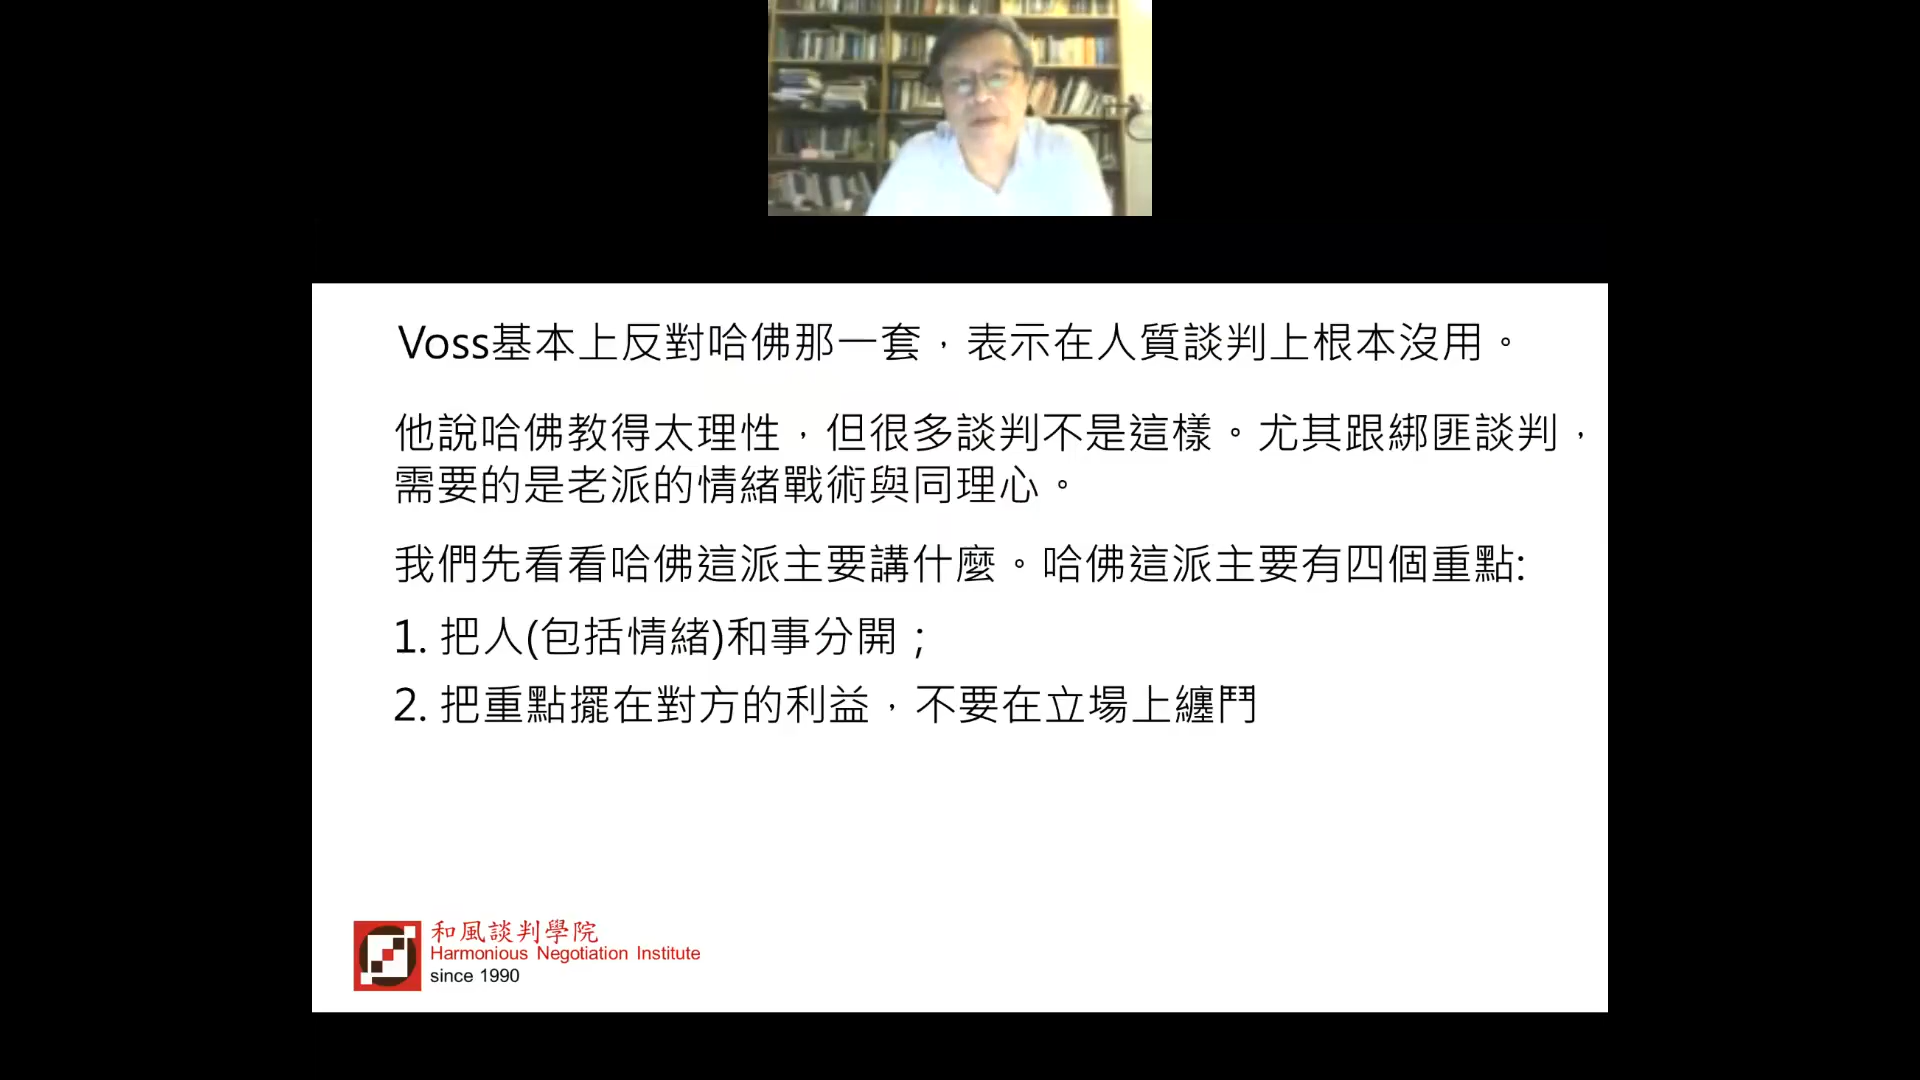 Voss基本上反對哈佛那一套，表示在人質談判上根本沒用。
他說哈佛教得太理性，但很多談判不是這樣。尤其跟綁匪談判，
需要的是老派的情緒戰術與同理心。
我們先看看哈佛這派主要講什麼。哈佛這派主要有四個重點:
1. 把人(包括情緒)和事分開；
2. 把重點擺在對方的利益，不要在立場上纏鬥
和風談判學院
Harmonious Negotiation Institute
since 1990